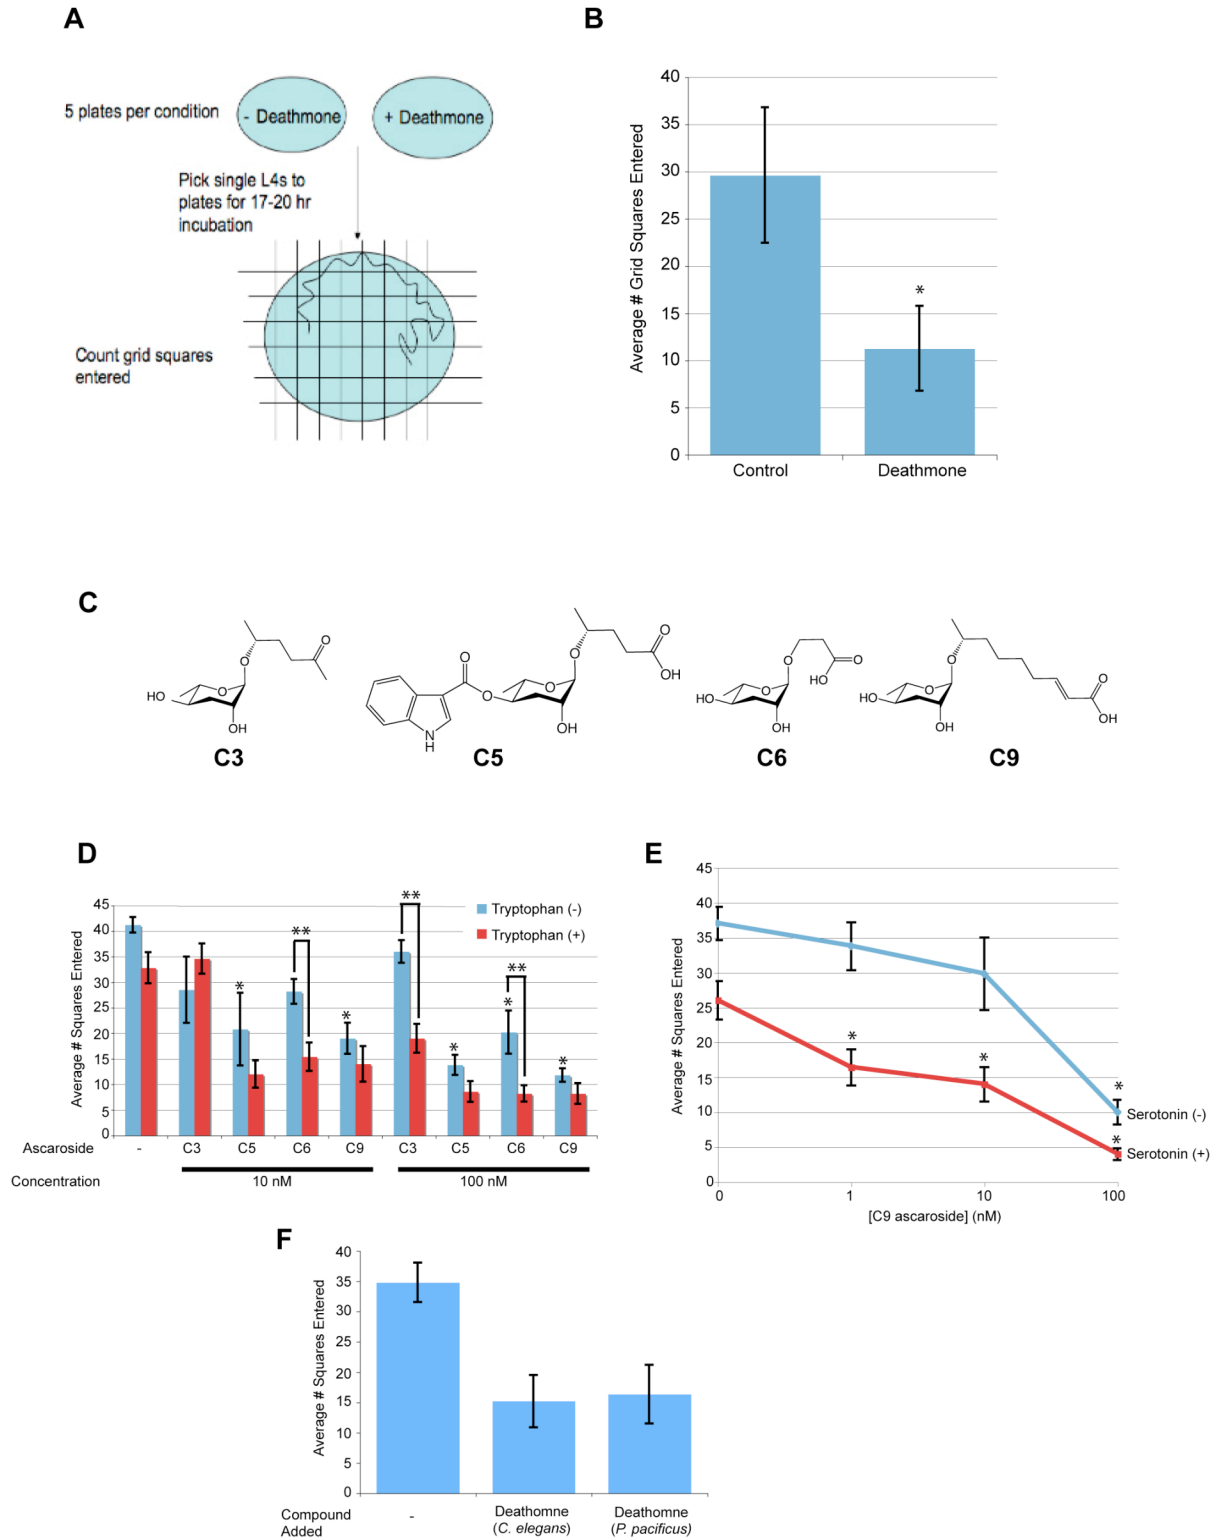 A
5 plates per condition
- Deathmone
+ Deathmone
Pick single L4s to
plates for 17-20 hr
incubation
Count grid squares
entered
B
Average # Grid Squares Entered
40
35
30
25
20
15
10
5
0
*
Control
Deathmone
C
HO
O
O
O
OH
C3
N
H
O
O
O
O
O
OH
OH
C5
HO
O
O
O
HO
OH
C6
HO
O
O
O
OH
OH
C9
D
Average # Squares Entered
45
40
35
30
25
20
15
10
5
0
Tryptophan (-)
Tryptophan (+)
*
**
*
**
*
**
*
*
Ascaroside
- C3 C5 C6 C9 C3 C5 C6 C9
Concentration
10 nM
100 nM
E
Average # Squares Entered
45
40
35
30
25
20
15
10
5
0
*
*
*
*
Serotonin (-)
Serotonin (+)
0 1 10 100
[C9 ascaroside] (nM)
F
Average # Squares Entered
40
35
30
25
20
15
10
5
0
Compound
Added
-
Deathomne
(C. elegans)
Deathomne
(P. pacificus)